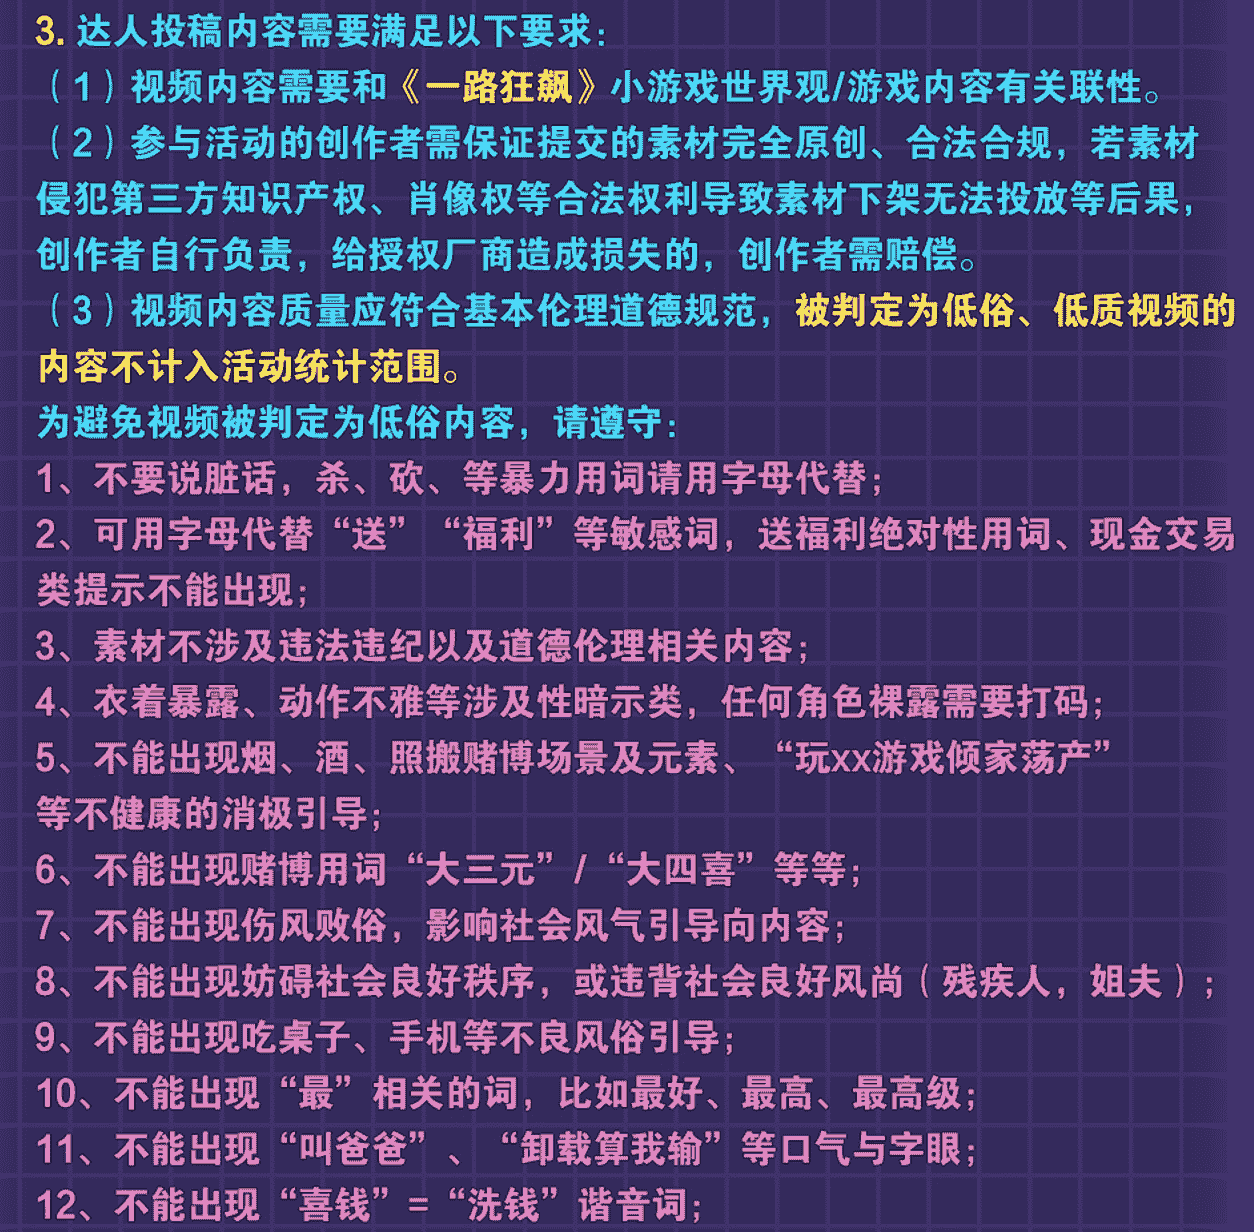 3. 达人投稿内容需要满足以下要求：
（1）视频内容需要和《一路狂飙》小游戏世界观/游戏内容有关联性。
（2）参与活动的创作者需保证提交的素材完全原创、合法合规，若素材
侵犯第三方知识产权、肖像权等合法权利导致素材下架无法投放等后果，
创作者自行负责，给授权厂商造成损失的，创作者需赔偿。
（3）视频内容质量应符合基本伦理道德规范，被判定为低俗、低质视频的
内容不计入活动统计范围。
为避免视频被判定为低俗内容，请遵守：
1、不要说脏话，杀、砍、等暴力用词请用字母代替；
2、可用字母代替“送”“福利”等敏感词，送福利绝对性用词、现金交易
类提示不能出现；
3、素材不涉及违法违纪以及道德伦理相关内容；
4、衣着暴露、动作不雅等涉及性暗示类，任何角色裸露需要打码；
5、不能出现烟、酒、照搬赌博场景及元素、“玩xx游戏倾家荡产”
等不健康的消极引导；
6、不能出现赌博用词“大三元”/“大四喜”等等；
7、不能出现伤风败俗，影响社会风气引导向内容；
8、不能出现妨碍社会良好秩序，或违背社会良好风尚（残疾人，姐夫）；
9、不能出现吃桌子、手机等不良风俗引导；
10、不能出现“最”相关的词，比如最好、最高、最高级；
11、不能出现“叫爸爸”、“卸载算我输”等口气与字眼；
12、不能出现“喜钱”=“洗钱”谐音词；